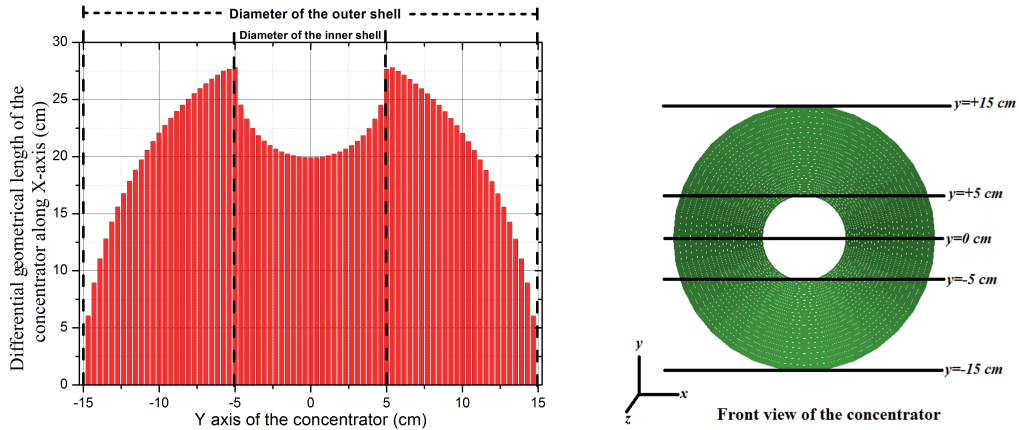 Diameter of the outer shell
Diameter of the inner shell
Differential geometrical length of the
concentrator along X-axis (cm)
30
25
20
15
10
5
0
-15
-10
-5
0
5
10
15
Y axis of the concentrator (cm)
y=+15 cm
y=+5 cm
y=0 cm
y=-5 cm
y=-15 cm
y
x
z
Front view of the concentrator